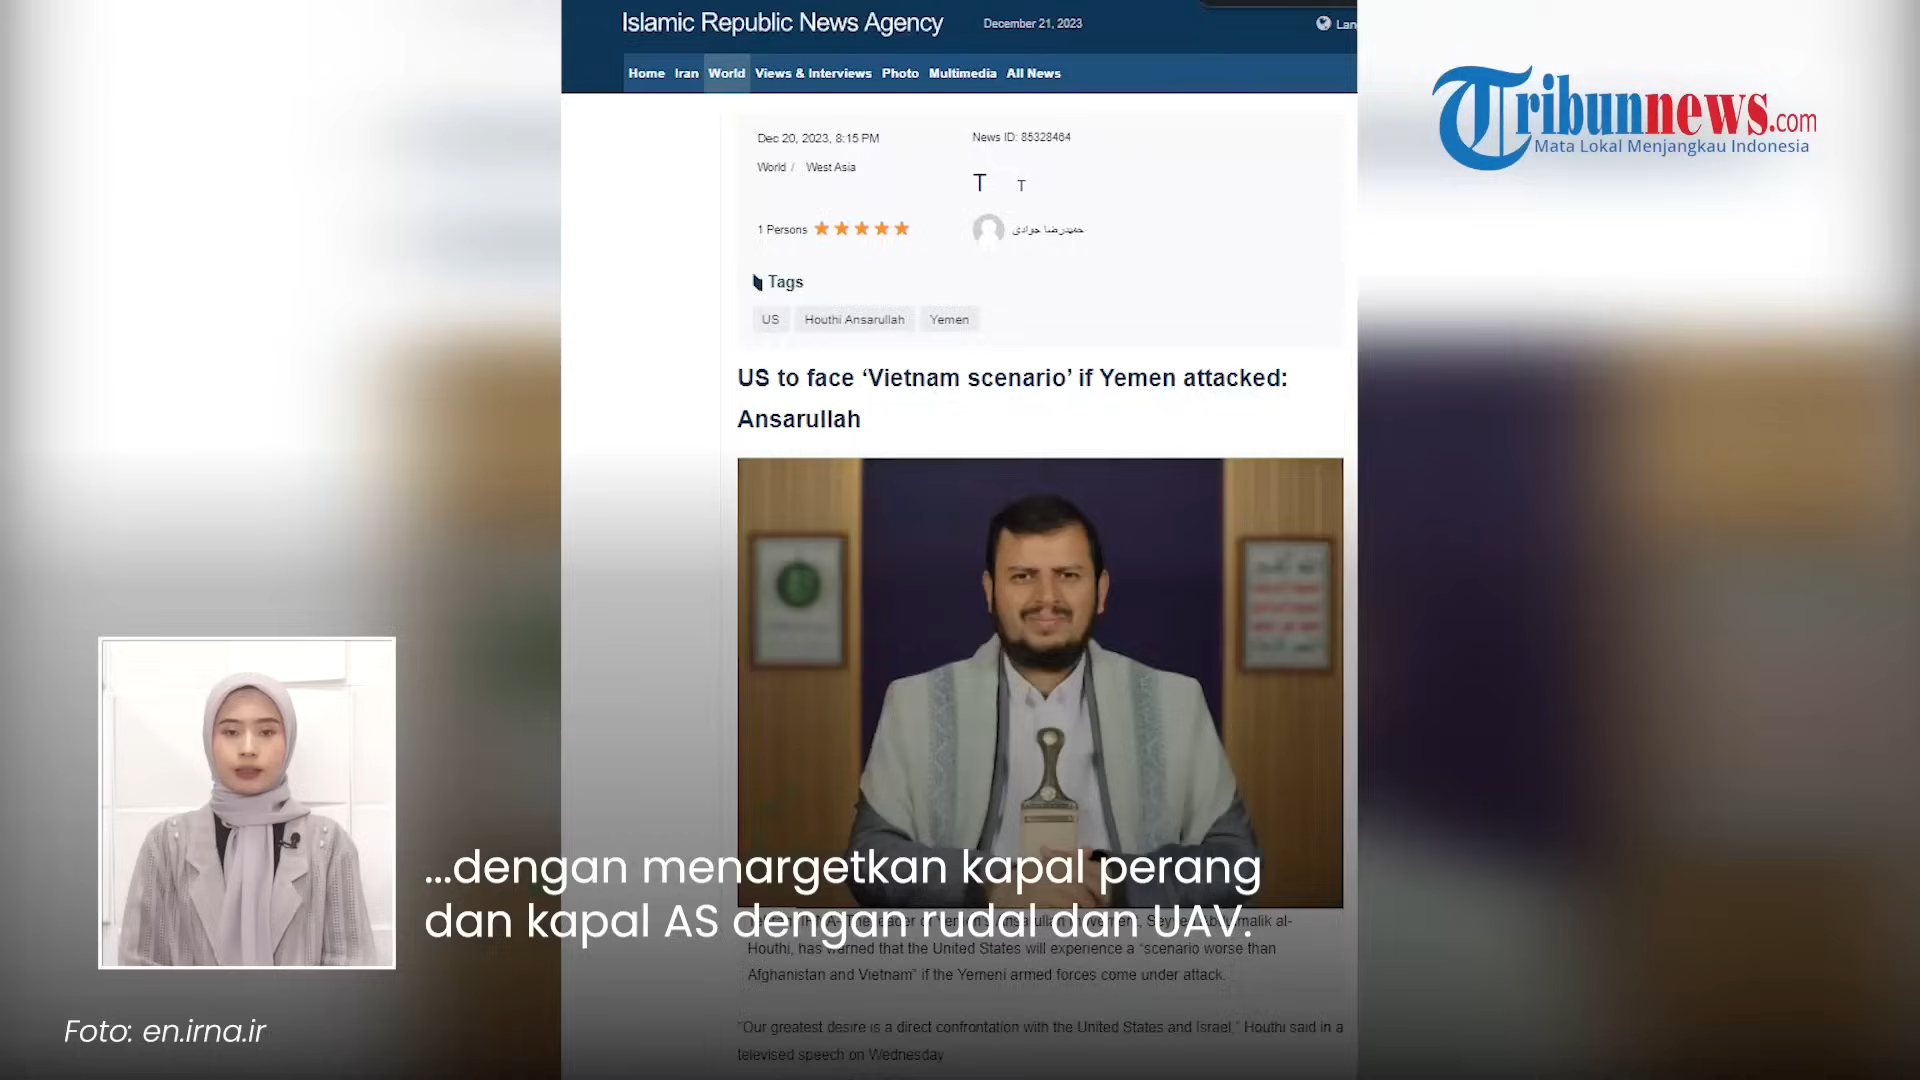 Islamic Republic News Agency
December 21, 2023
Lan
Home Iran World Views & Interviews Photo Multimedia All News
Tribunnews.com
Mata Lokal Menjangkau Indonesia
Dec 20, 2023, 8:15 PM
News ID: 85328464
World / West Asia
T T
1 Persons
حمیدرضا جوادی
Tags
US Houthi Ansarullah Yemen
US to face ‘Vietnam scenario’ if Yemen attacked:
Ansarullah
...dengan menargetkan kapal perang
dan kapal AS dengan rudal dan UAV.
Houthi, has warned that the United States will experience a “scenario worse than
Afghanistan and Vietnam” if the Yemeni armed forces come under attack.
“Our greatest desire is a direct confrontation with the United States and Israel,” Houthi said in a
televised speech on Wednesday
Foto: en.irna.ir